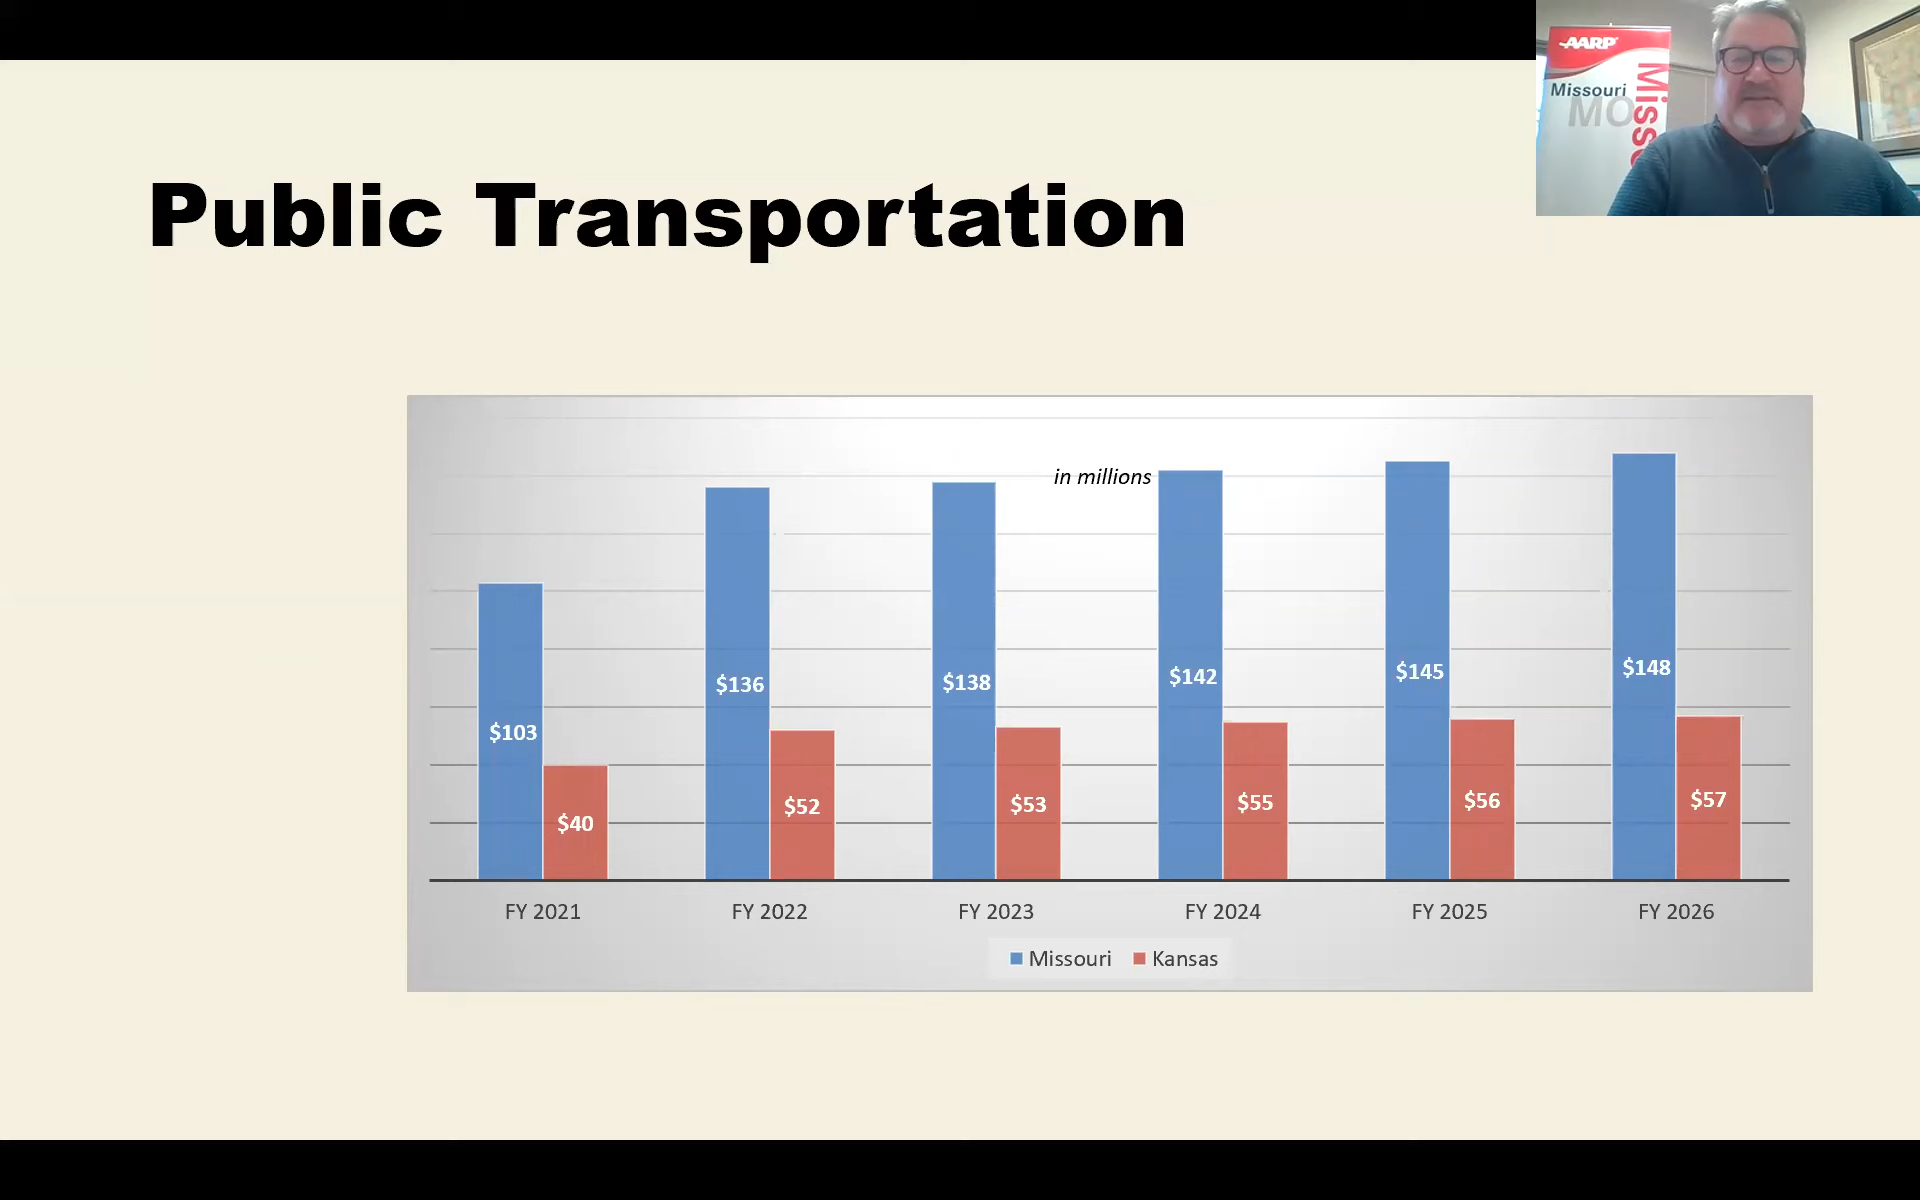 AARP
Missouri
MO
Public Transportation
in millions
$103
$40
$136
$52
$138
$53
$142
$55
$145
$56
$148
$57
FY 2021
FY 2022
FY 2023
FY 2024
FY 2025
FY 2026
Missouri
Kansas